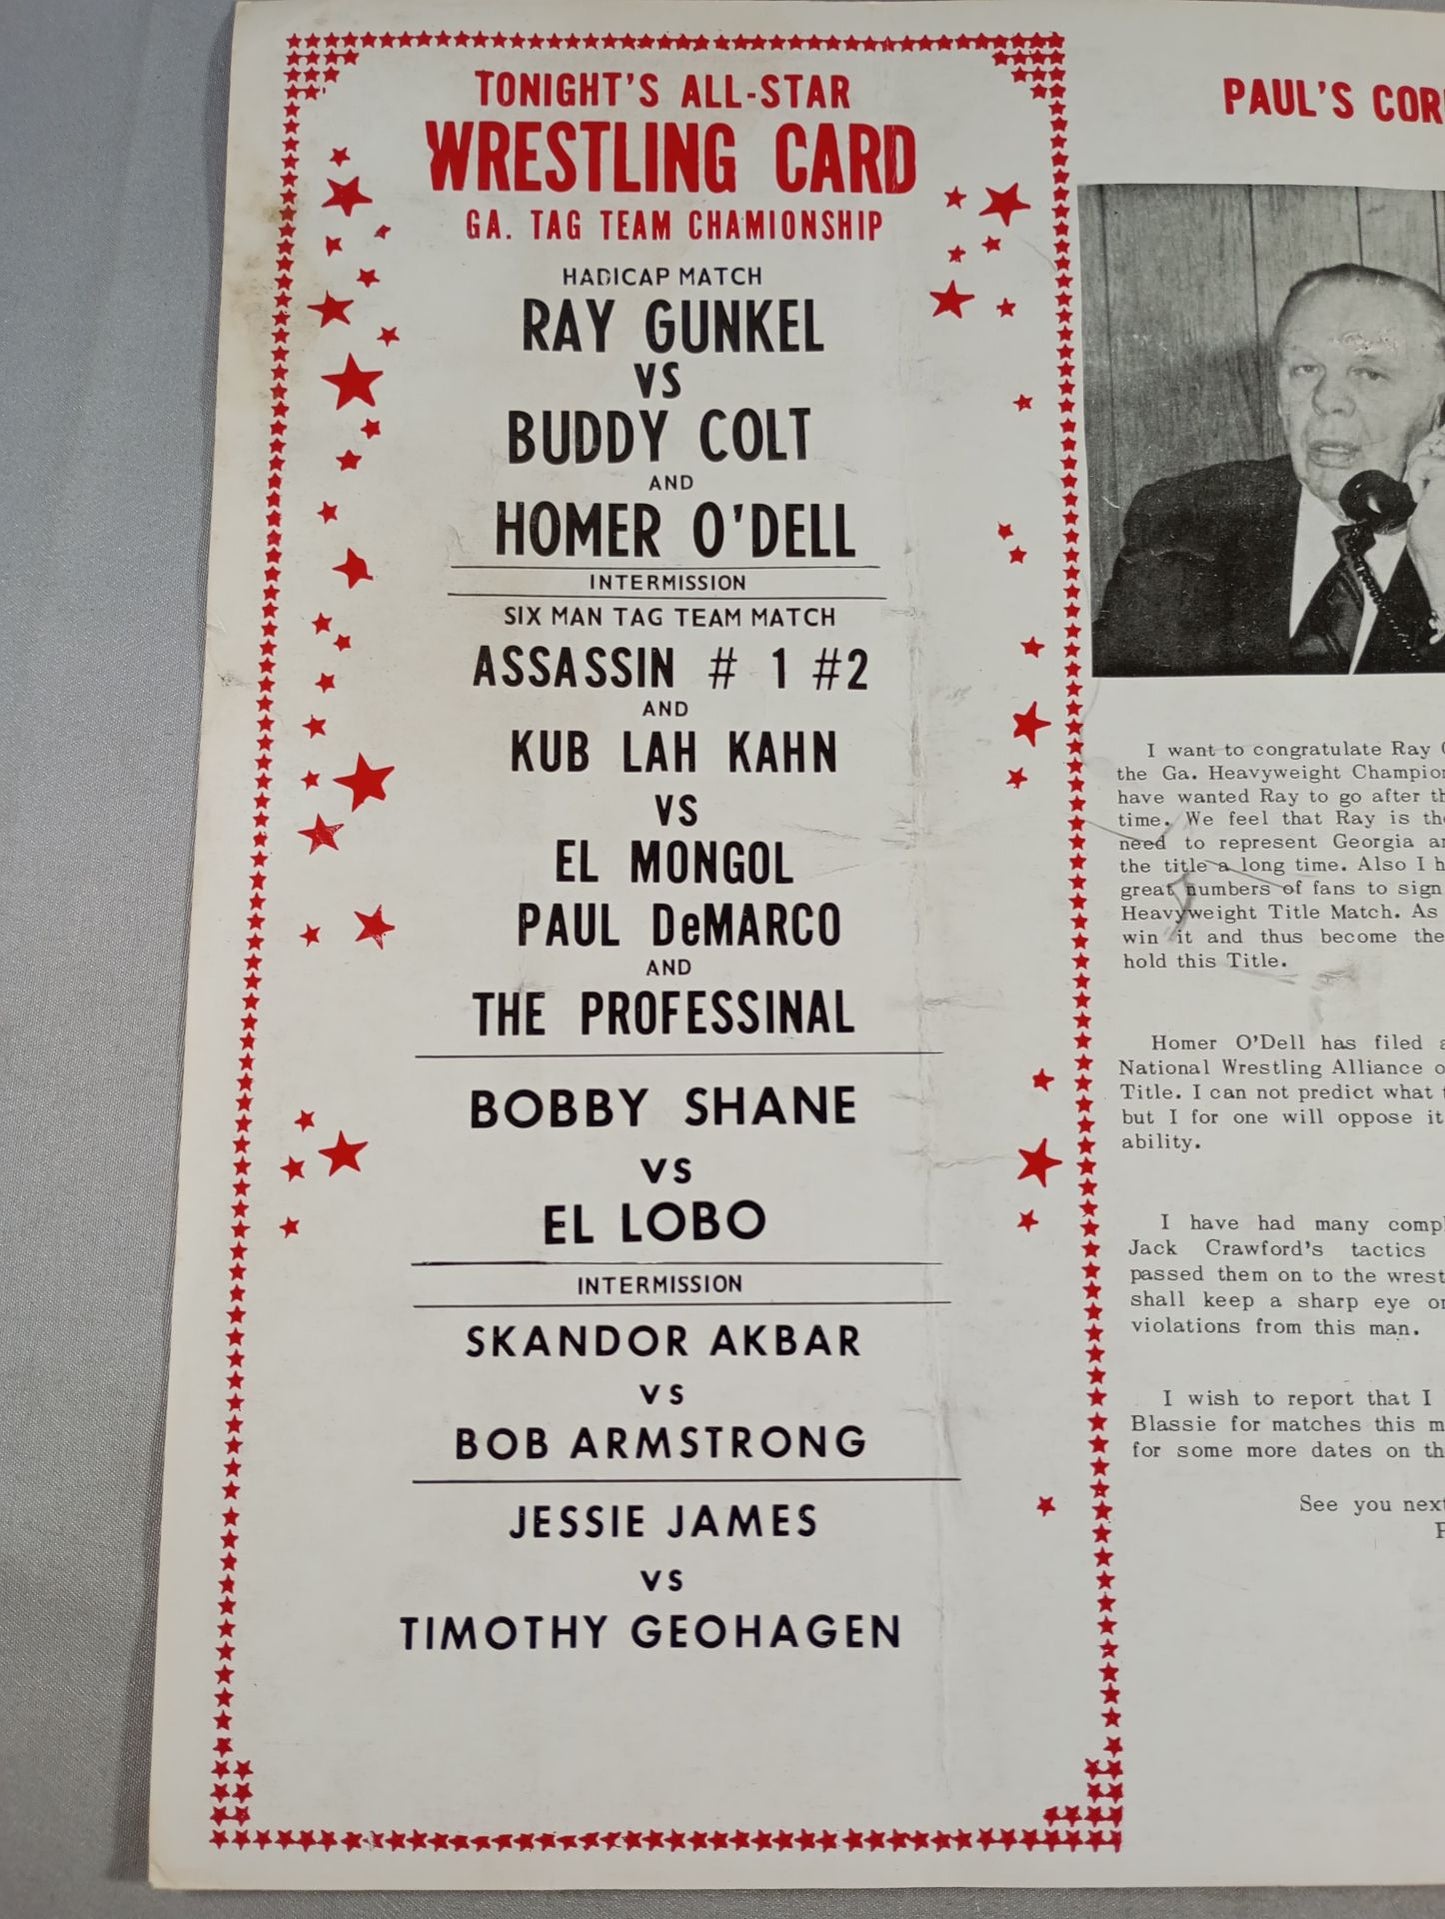 TONIGHT'S ALL-STAR
WRESTLING CARD
GA. TAG TEAM CHAMIONSHIP
HADICAP MATCH
RAY GUNKEL
VS
BUDDY COLT
AND
HOMER O'DELL
INTERMISSION
SIX MAN TAG TEAM MATCH
ASSASSIN # 1 #2
AND
KUB LAH KAHN
VS
EL MONGOL
PAUL DeMARCO
AND
THE PROFESSINAL
BOBBY SHANE
VS
EL LOBO
INTERMISSION
SKANDOR AKBAR
VS
BOB ARMSTRONG
JESSIE JAMES
VS
TIMOTHY GEOHAGEN
PAUL'S
I want to congratulate Ray
the Ga. Heavyweight
have wanted Ray to go after
time. We feel that Ray is
need to represent Georgia
the title a long time. Also I
great numbers of fans to sign
Heavyweight Title Match. As
win it and thus become the
hold this Title.
Homer O'Dell has filed
National Wrestling Alliance
Title. I can not predict what
but I for one will oppose it
ability.
I have had many
Jack Crawford's tactics
passed them on to the
shall keep a sharp eye
violations from this man.
I wish to report that I
Blassie for matches this
for some more dates on
See you next